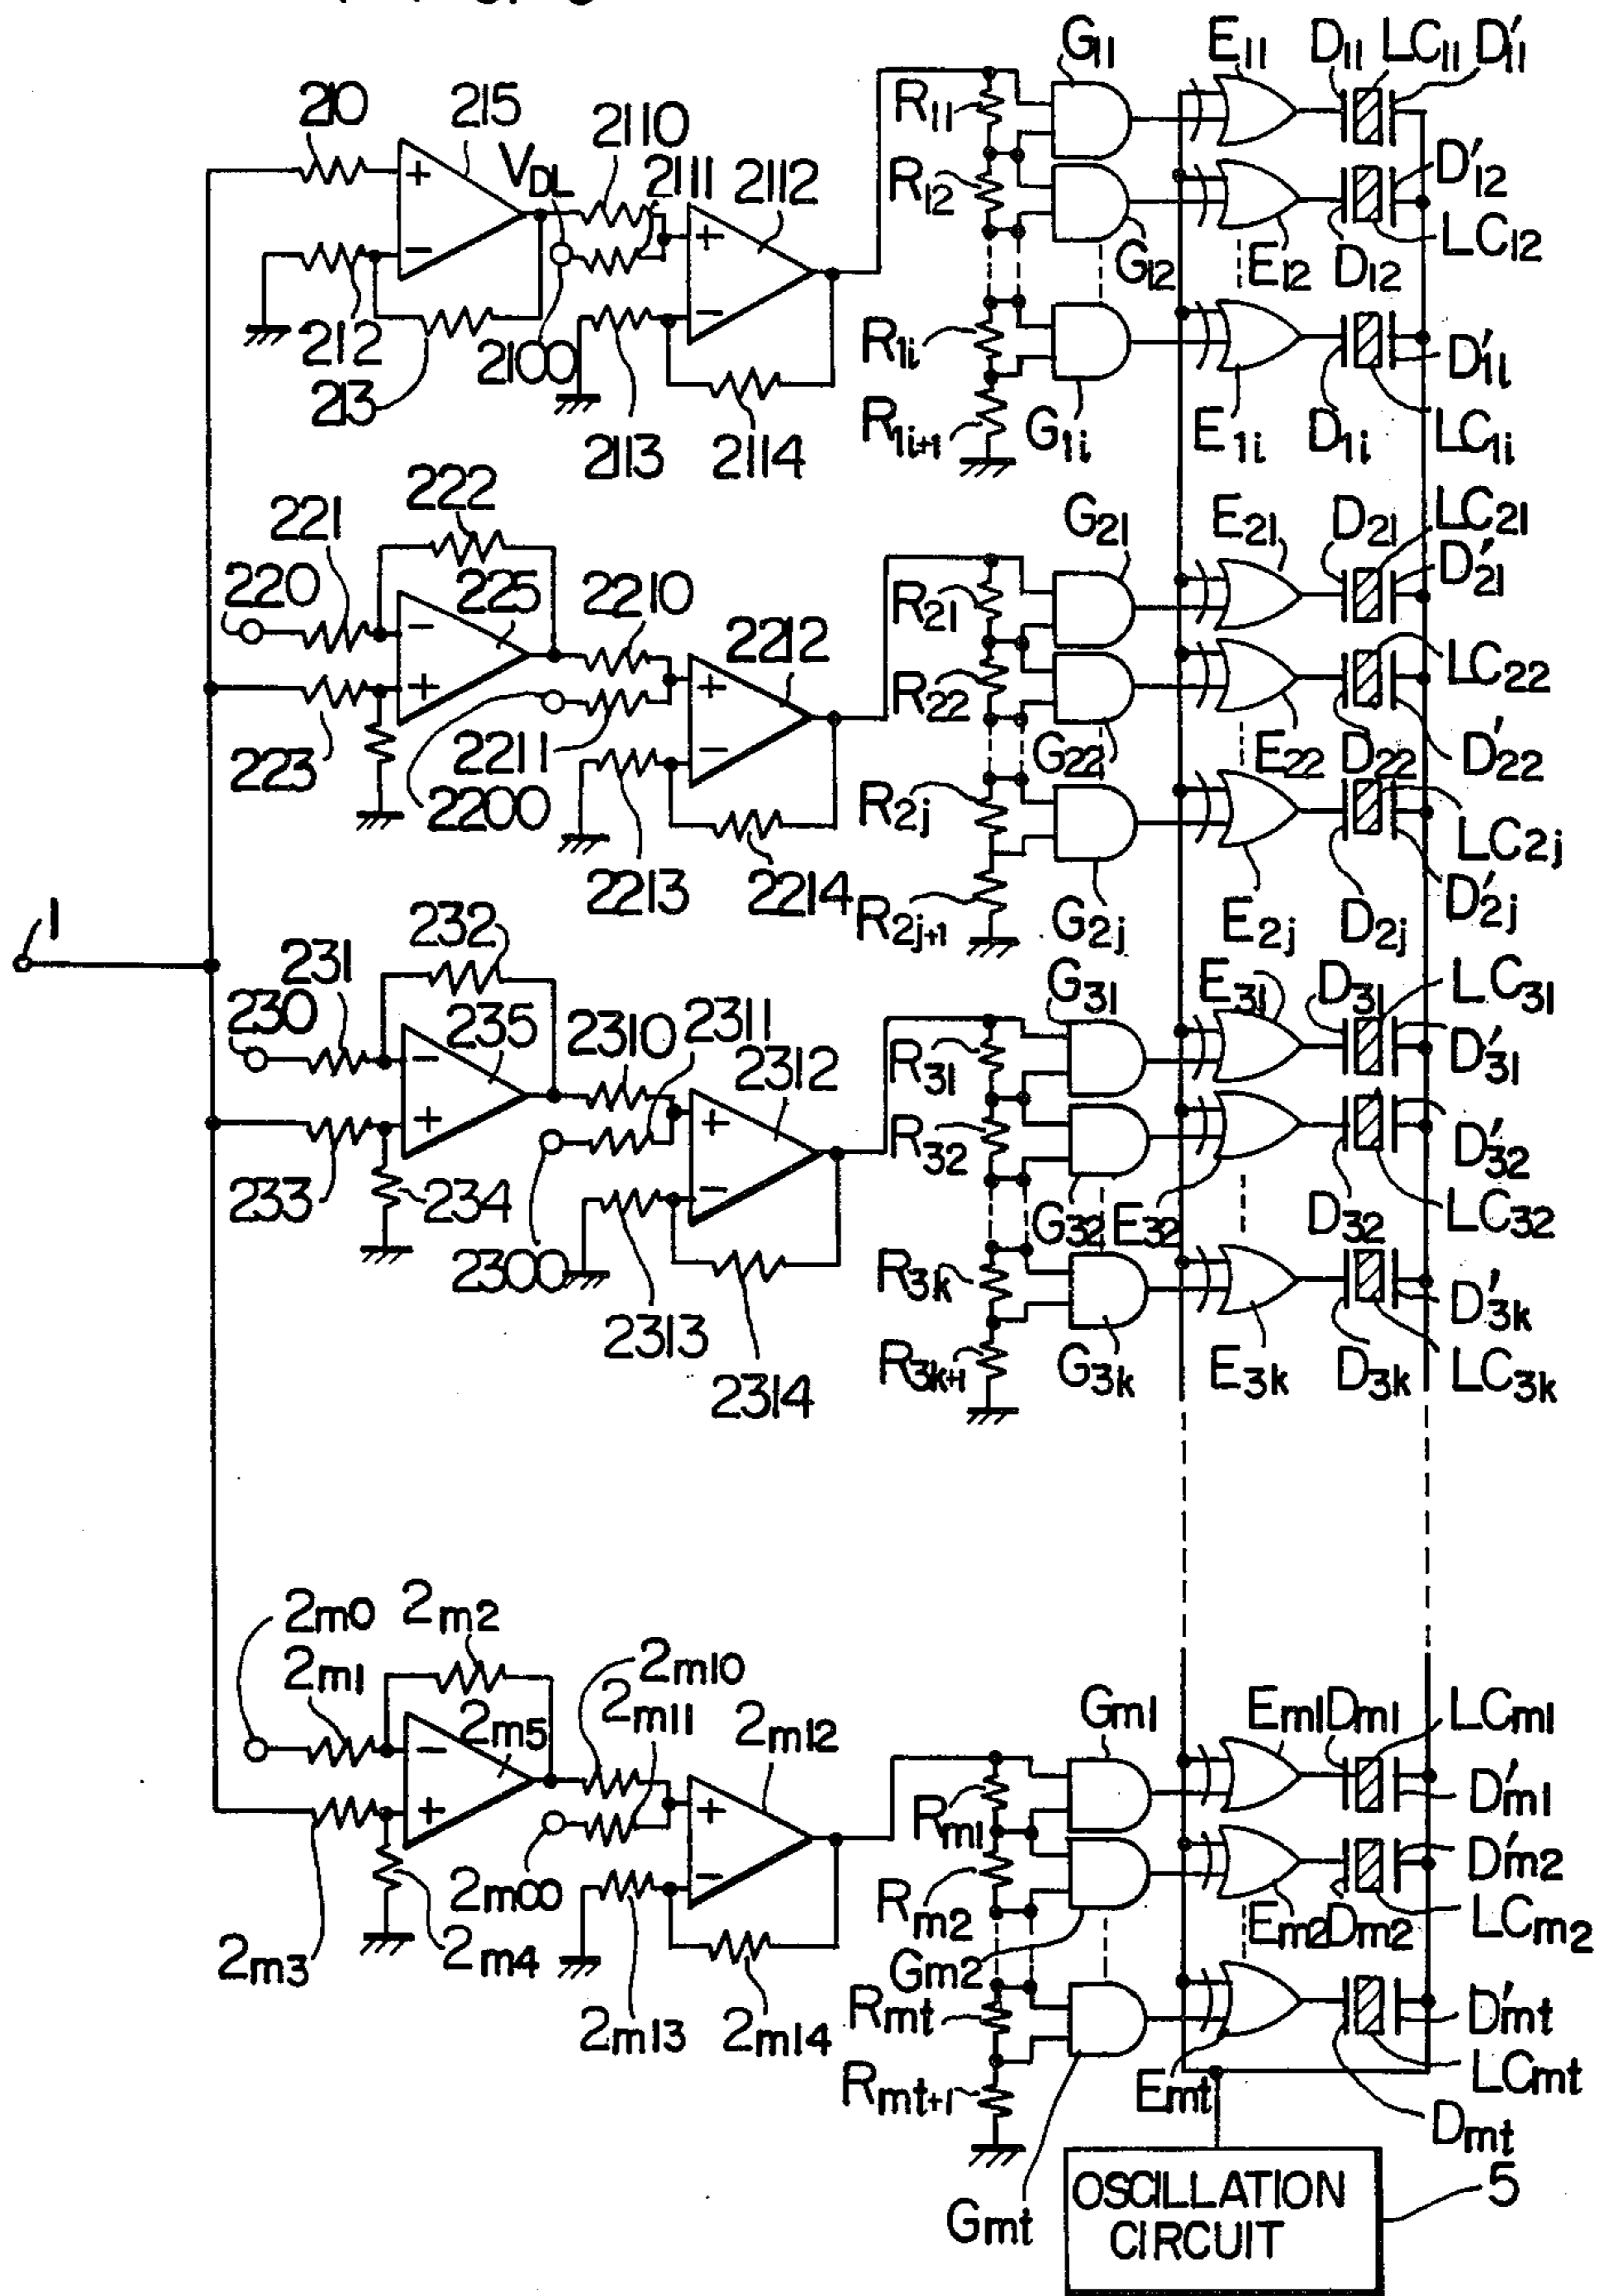 G11 E11 D11 LC11 D'11
210 215 2110 R11
VDL 2111 2112 D'12
R12
LC12
G12 E12 D12
212 2100 R1i D'1i
213 R1i+1 G1i E1i D1i LC1i
2113 2114
222
221 G21 E21 D21 LC21
D'21
220 225 2210 R21
2212 LC22
R22
223 2211 G22 E22 D22 D'22
2200 R2j
LC2j
2213 2214 R2j+1 G2j E2j D2j D'2j
1 232
231 G31 E31 D31 LC31
230 235 2310 2311 R31 D'31
2312
R32 D'32
233 234 G32 E32 D32 LC32
2300 R3k D'3k
2313 R3k+1 G3k E3k D3k LC3k
2314
2m0 2m2
2m1 2m10
2m11 Gm1 Em1 Dm1 LCm1
2m5 2m12
Rm1 D'm1
D'm2
2m00 Rm2
2m3 2m4 Gm2 Em2 Dm2 LCm2
Rmt D'mt
2m13 2m14
Rmt+1 Emt LCmt
Dmt
Gmt OSCILLATION 5
CIRCUIT